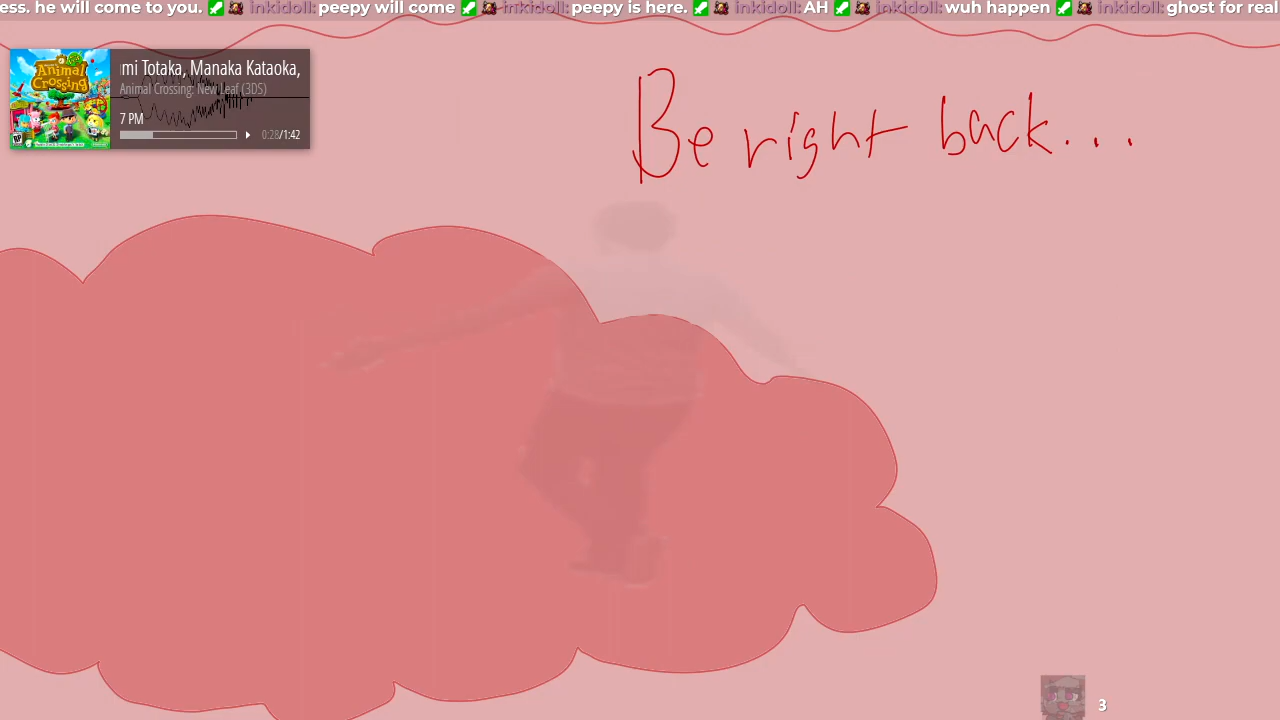 ess. he will come to you. inkidoll: peepy will come inkidoll: peepy is here. inkidoll: AH inkidoll: wuh happen inkidoll: ghost for real
mi Totaka, Manaka Kataoka,
Animal Crossing: New Leaf (3DS)
7 PM
0:28/1:42
Animal Crossing
Be right back...
3